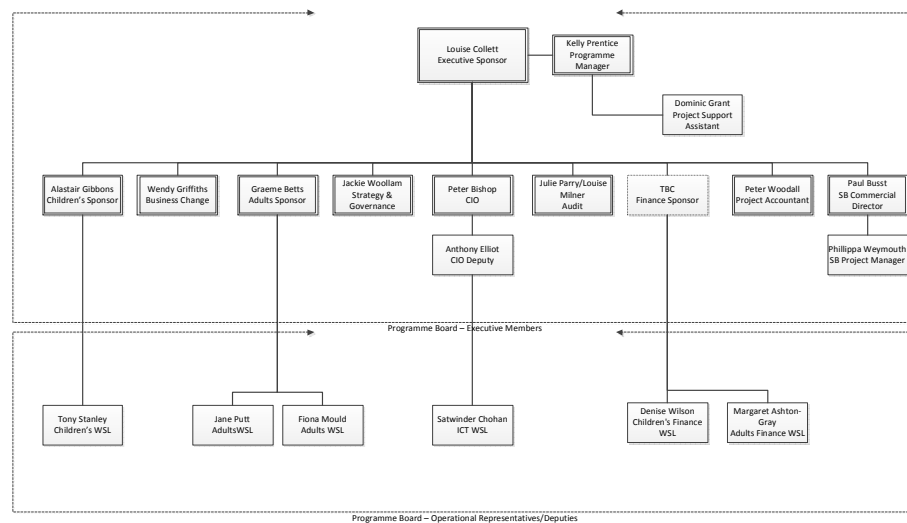 Louise Collett
Executive Sponsor
Kelly Prentice
Programme
Manager
Dominic Grant
Project Support
Assistant
Alastair Gibbons
Children's Sponsor
Wendy Griffiths
Business Change
Graeme Betts
Adults Sponsor
Jackie Woollam
Strategy &
Governance
Peter Bishop
CIO
Julie Parry/Louise
Milner
Audit
TBC
Finance Sponsor
Peter Woodall
Project Accountant
Paul Busst
SB Commercial
Director
Anthony Elliot
CIO Deputy
Phillippa Weymouth
SB Project Manager
Programme Board – Executive Members
Tony Stanley
Children's WSL
Jane Putt
AdultsWSL
Fiona Mould
Adults WSL
Satwinder Chohan
ICT WSL
Denise Wilson
Children's Finance
WSL
Margaret Ashton-
Gray
Adults Finance WSL
Programme Board – Operational Representatives/Deputies